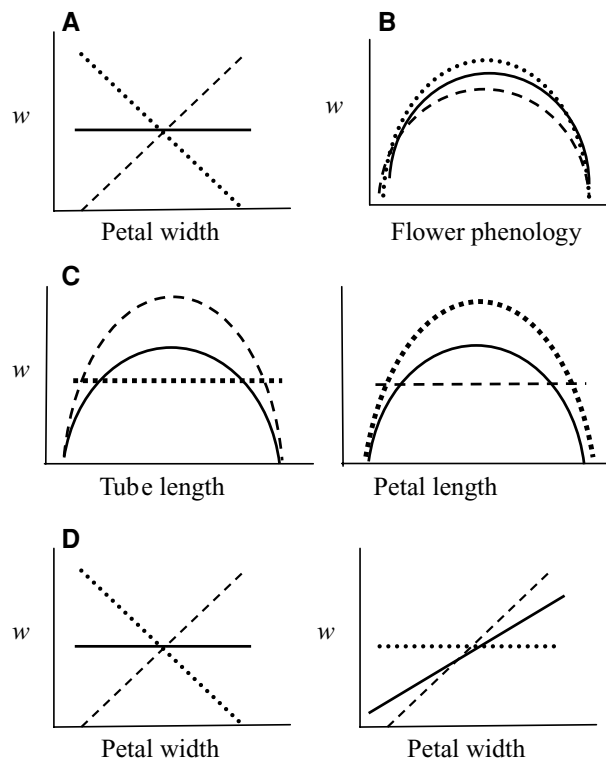 A
w
Petal width
B
w
Flower phenology
C
w
Tube length
Petal length
D
w
Petal width
w
Petal width